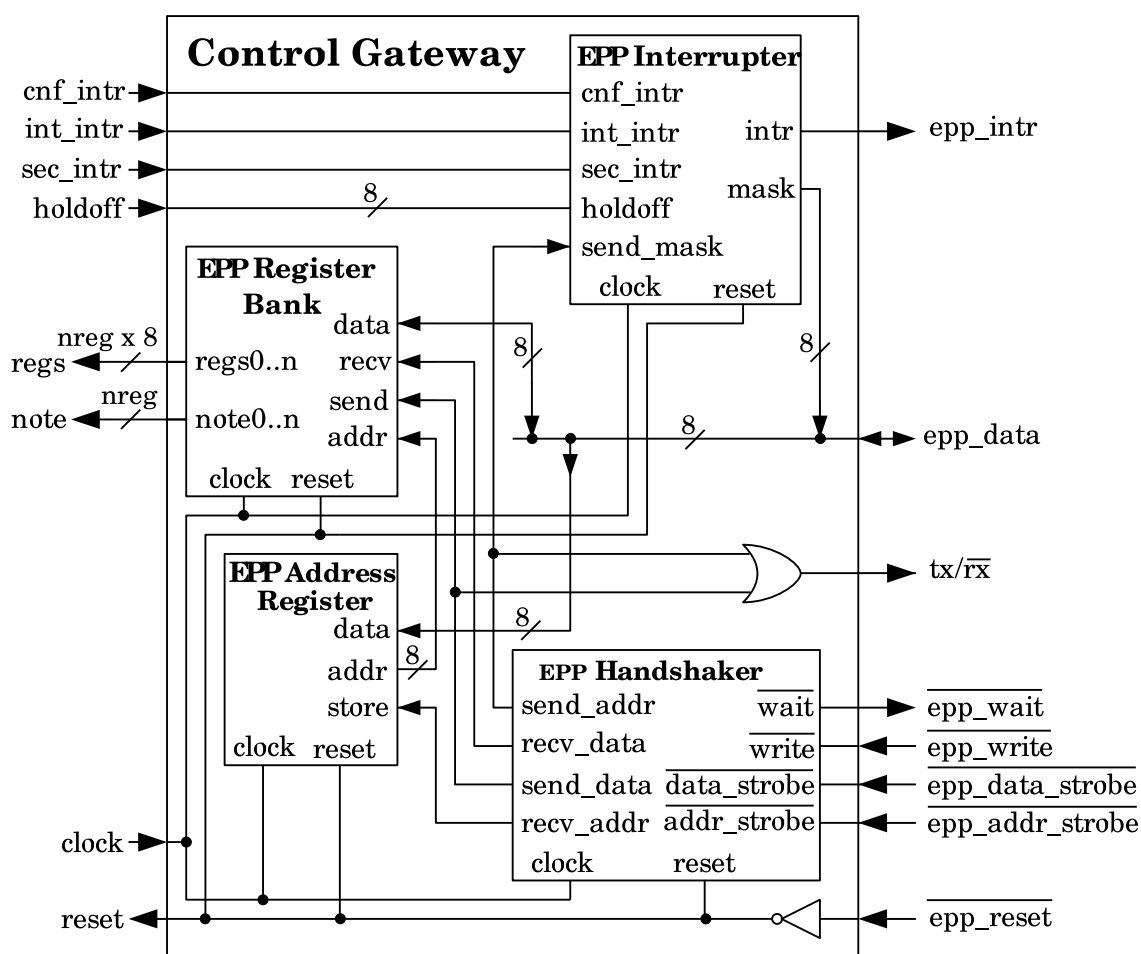 Control Gateway
EPP Interrupter
cnf_intr
cnf_intr
int_intr
int_intr
intr
epp_intr
sec_intr
sec_intr
mask
holdoff
8
holdoff
send_mask
clock
reset
EPP Register
Bank
data
8
8
nreg x 8
regs
regs0..n
recv
nreg
note
note0..n
send
addr
8
epp_data
clock
reset
EPP Address
Register
tx/r̅x̅
data
8
addr
8
store
clock
reset
EPP Handshaker
send_addr
wait
epp_wait
recv_data
write
epp_write
send_data
data_strobe
epp_data_strobe
recv_addr
addr_strobe
epp_addr_strobe
clock
clock
reset
reset
epp_reset